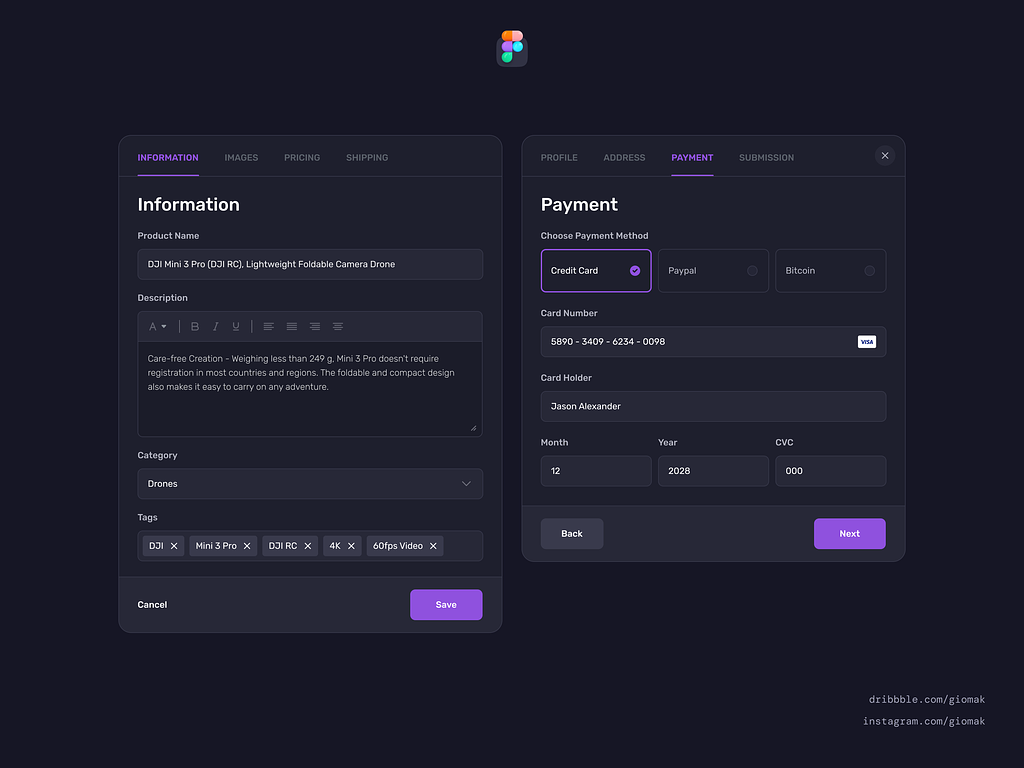 INFORMATION IMAGES PRICING SHIPPING
Information
Product Name
DJI Mini 3 Pro (DJI RC), Lightweight Foldable Camera Drone
Description
A B I U
Care-free Creation - Weighing less than 249 g, Mini 3 Pro doesn't require
registration in most countries and regions. The foldable and compact design
also makes it easy to carry on any adventure.
Category
Drones
Tags
DJI Mini 3 Pro DJI RC 4K 60fps Video
Cancel Save
PROFILE ADDRESS PAYMENT SUBMISSION
Payment
Choose Payment Method
Credit Card Paypal Bitcoin
Card Number
5890 - 3409 - 6234 - 0098 VISA
Card Holder
Jason Alexander
Month Year CVC
12 2028 000
Back Next
dribbble.com/giomak
instagram.com/giomak